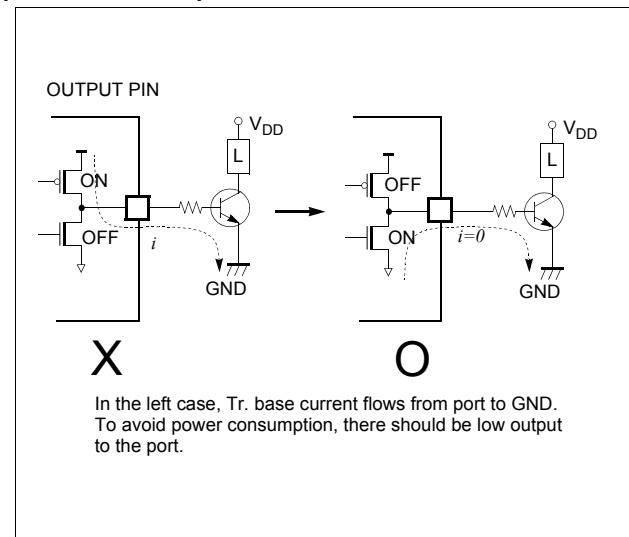 OUTPUT PIN
VDD
L
ON
OFF
i
GND
X
VDD
L
OFF
ON
i=0
GND
O
In the left case, Tr. base current flows from port to GND.
To avoid power consumption, there should be low output
to the port.